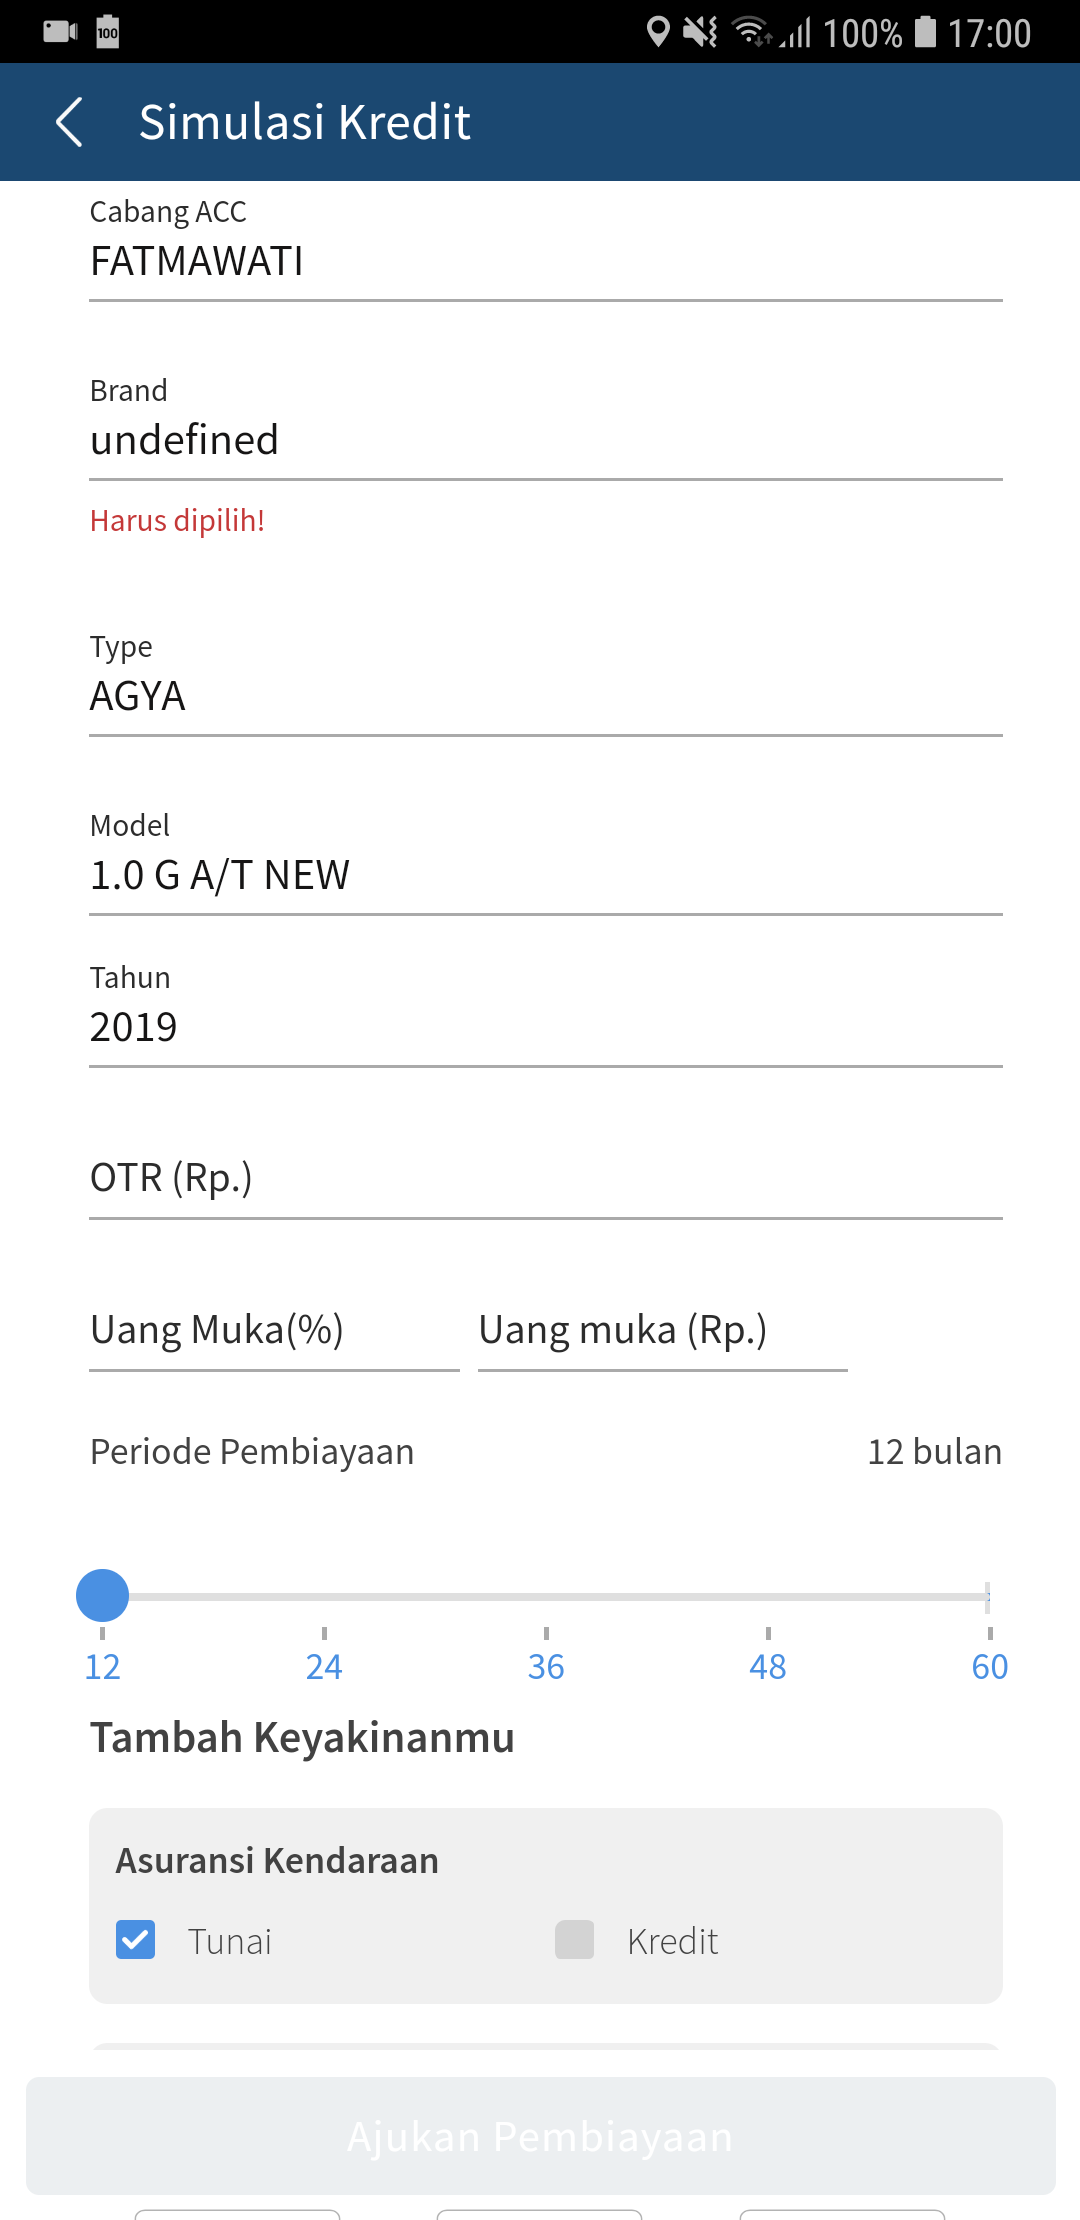 100 100% 17:00
Simulasi Kredit
Cabang ACC
FATMAWATI
Brand
undefined
Harus dipilih!
Type
AGYA
Model
1.0 G A/T NEW
Tahun
2019
OTR (Rp.)
Uang Muka(%) Uang muka (Rp.)
Periode Pembiayaan 12 bulan
12 24 36 48 60
Tambah Keyakinanmu
Asuransi Kendaraan
Tunai Kredit
Ajukan Pembiayaan